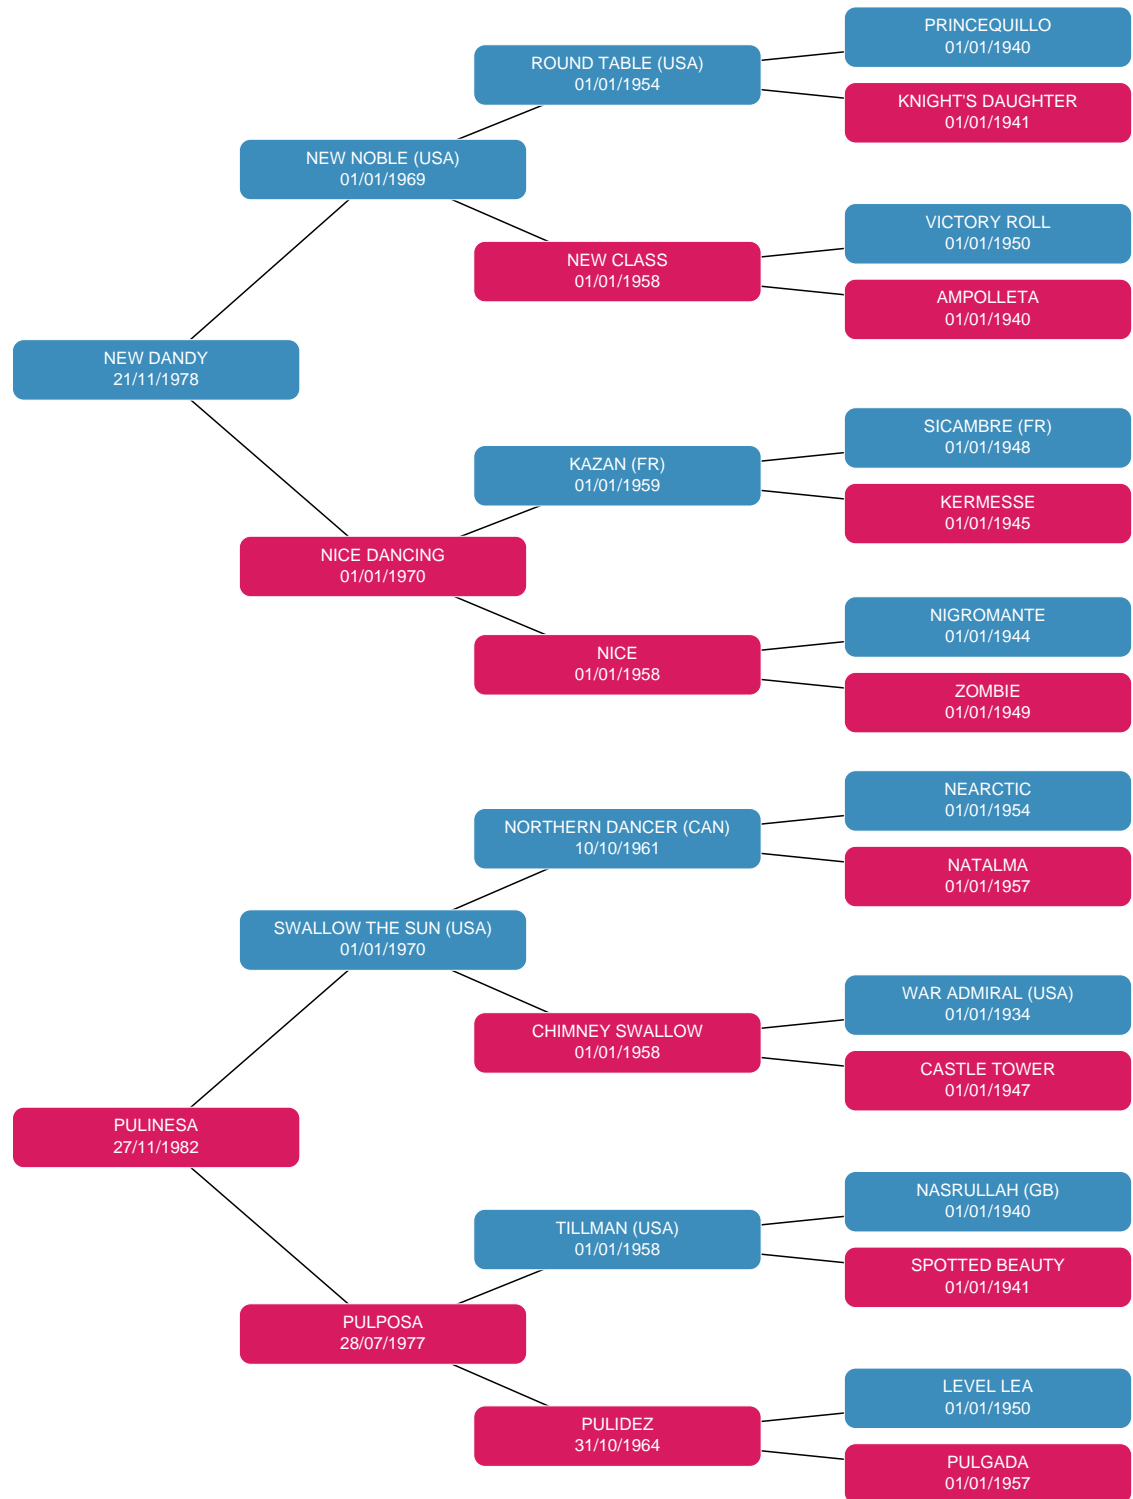 PRINCEQUILLO
01/01/1940
ROUND TABLE (USA)
01/01/1954
KNIGHT'S DAUGHTER
01/01/1941
NEW NOBLE (USA)
01/01/1969
VICTORY ROLL
01/01/1950
NEW CLASS
01/01/1958
AMPOLLETA
01/01/1940
NEW DANDY
21/11/1978
SICAMBRE (FR)
01/01/1948
KAZAN (FR)
01/01/1959
KERMESSE
01/01/1945
NICE DANCING
01/01/1970
NIGROMANTE
01/01/1944
NICE
01/01/1958
ZOMBIE
01/01/1949
NEARCTIC
01/01/1954
NORTHERN DANCER (CAN)
10/10/1961
NATALMA
01/01/1957
SWALLOW THE SUN (USA)
01/01/1970
WAR ADMIRAL (USA)
01/01/1934
CHIMNEY SWALLOW
01/01/1958
CASTLE TOWER
01/01/1947
PULINESA
27/11/1982
NASRULLAH (GB)
01/01/1940
TILLMAN (USA)
01/01/1958
SPOTTED BEAUTY
01/01/1941
PULPOSA
28/07/1977
LEVEL LEA
01/01/1950
PULIDEZ
31/10/1964
PULGADA
01/01/1957